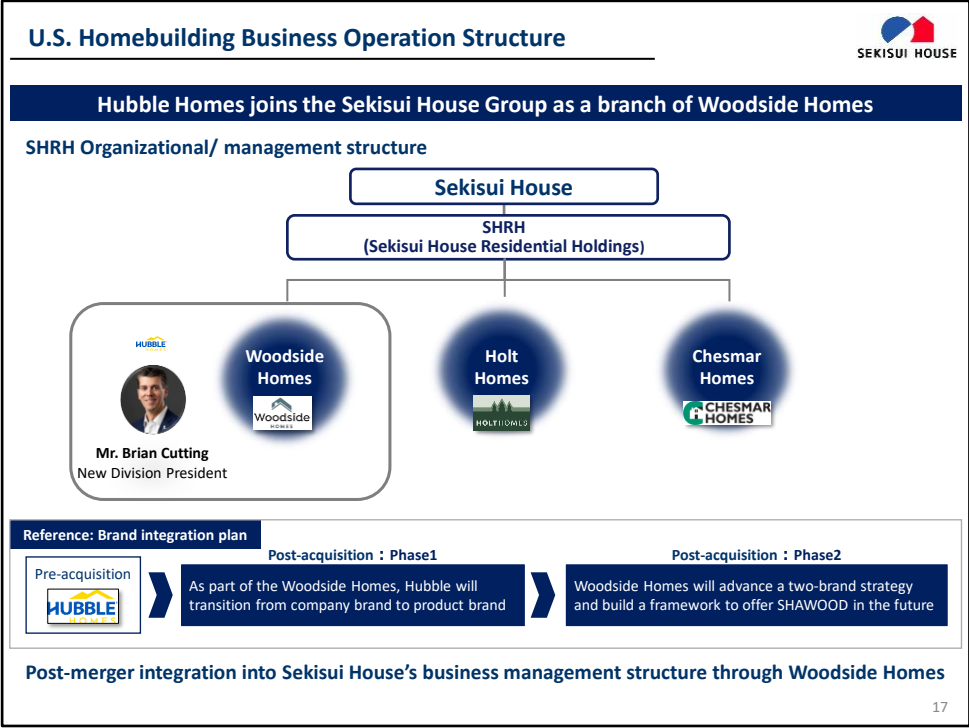 U.S. Homebuilding Business Operation Structure
SEKISUI HOUSE
Hubble Homes joins the Sekisui House Group as a branch of Woodside Homes
SHRH Organizational/ management structure
Sekisui House
SHRH
(Sekisui House Residential Holdings)
HUBBLE
HOMES
Mr. Brian Cutting
New Division President
Woodside
Homes
Woodside
HOMES
Holt
Homes
HOLTHOMES
Chesmar
Homes
CHESMAR
HOMES
Reference: Brand integration plan
Pre-acquisition
HUBBLE
HOMES
Post-acquisition：Phase1
As part of the Woodside Homes, Hubble will
transition from company brand to product brand
Post-acquisition：Phase2
Woodside Homes will advance a two-brand strategy
and build a framework to offer SHAWOOD in the future
Post-merger integration into Sekisui House’s business management structure through Woodside Homes
17